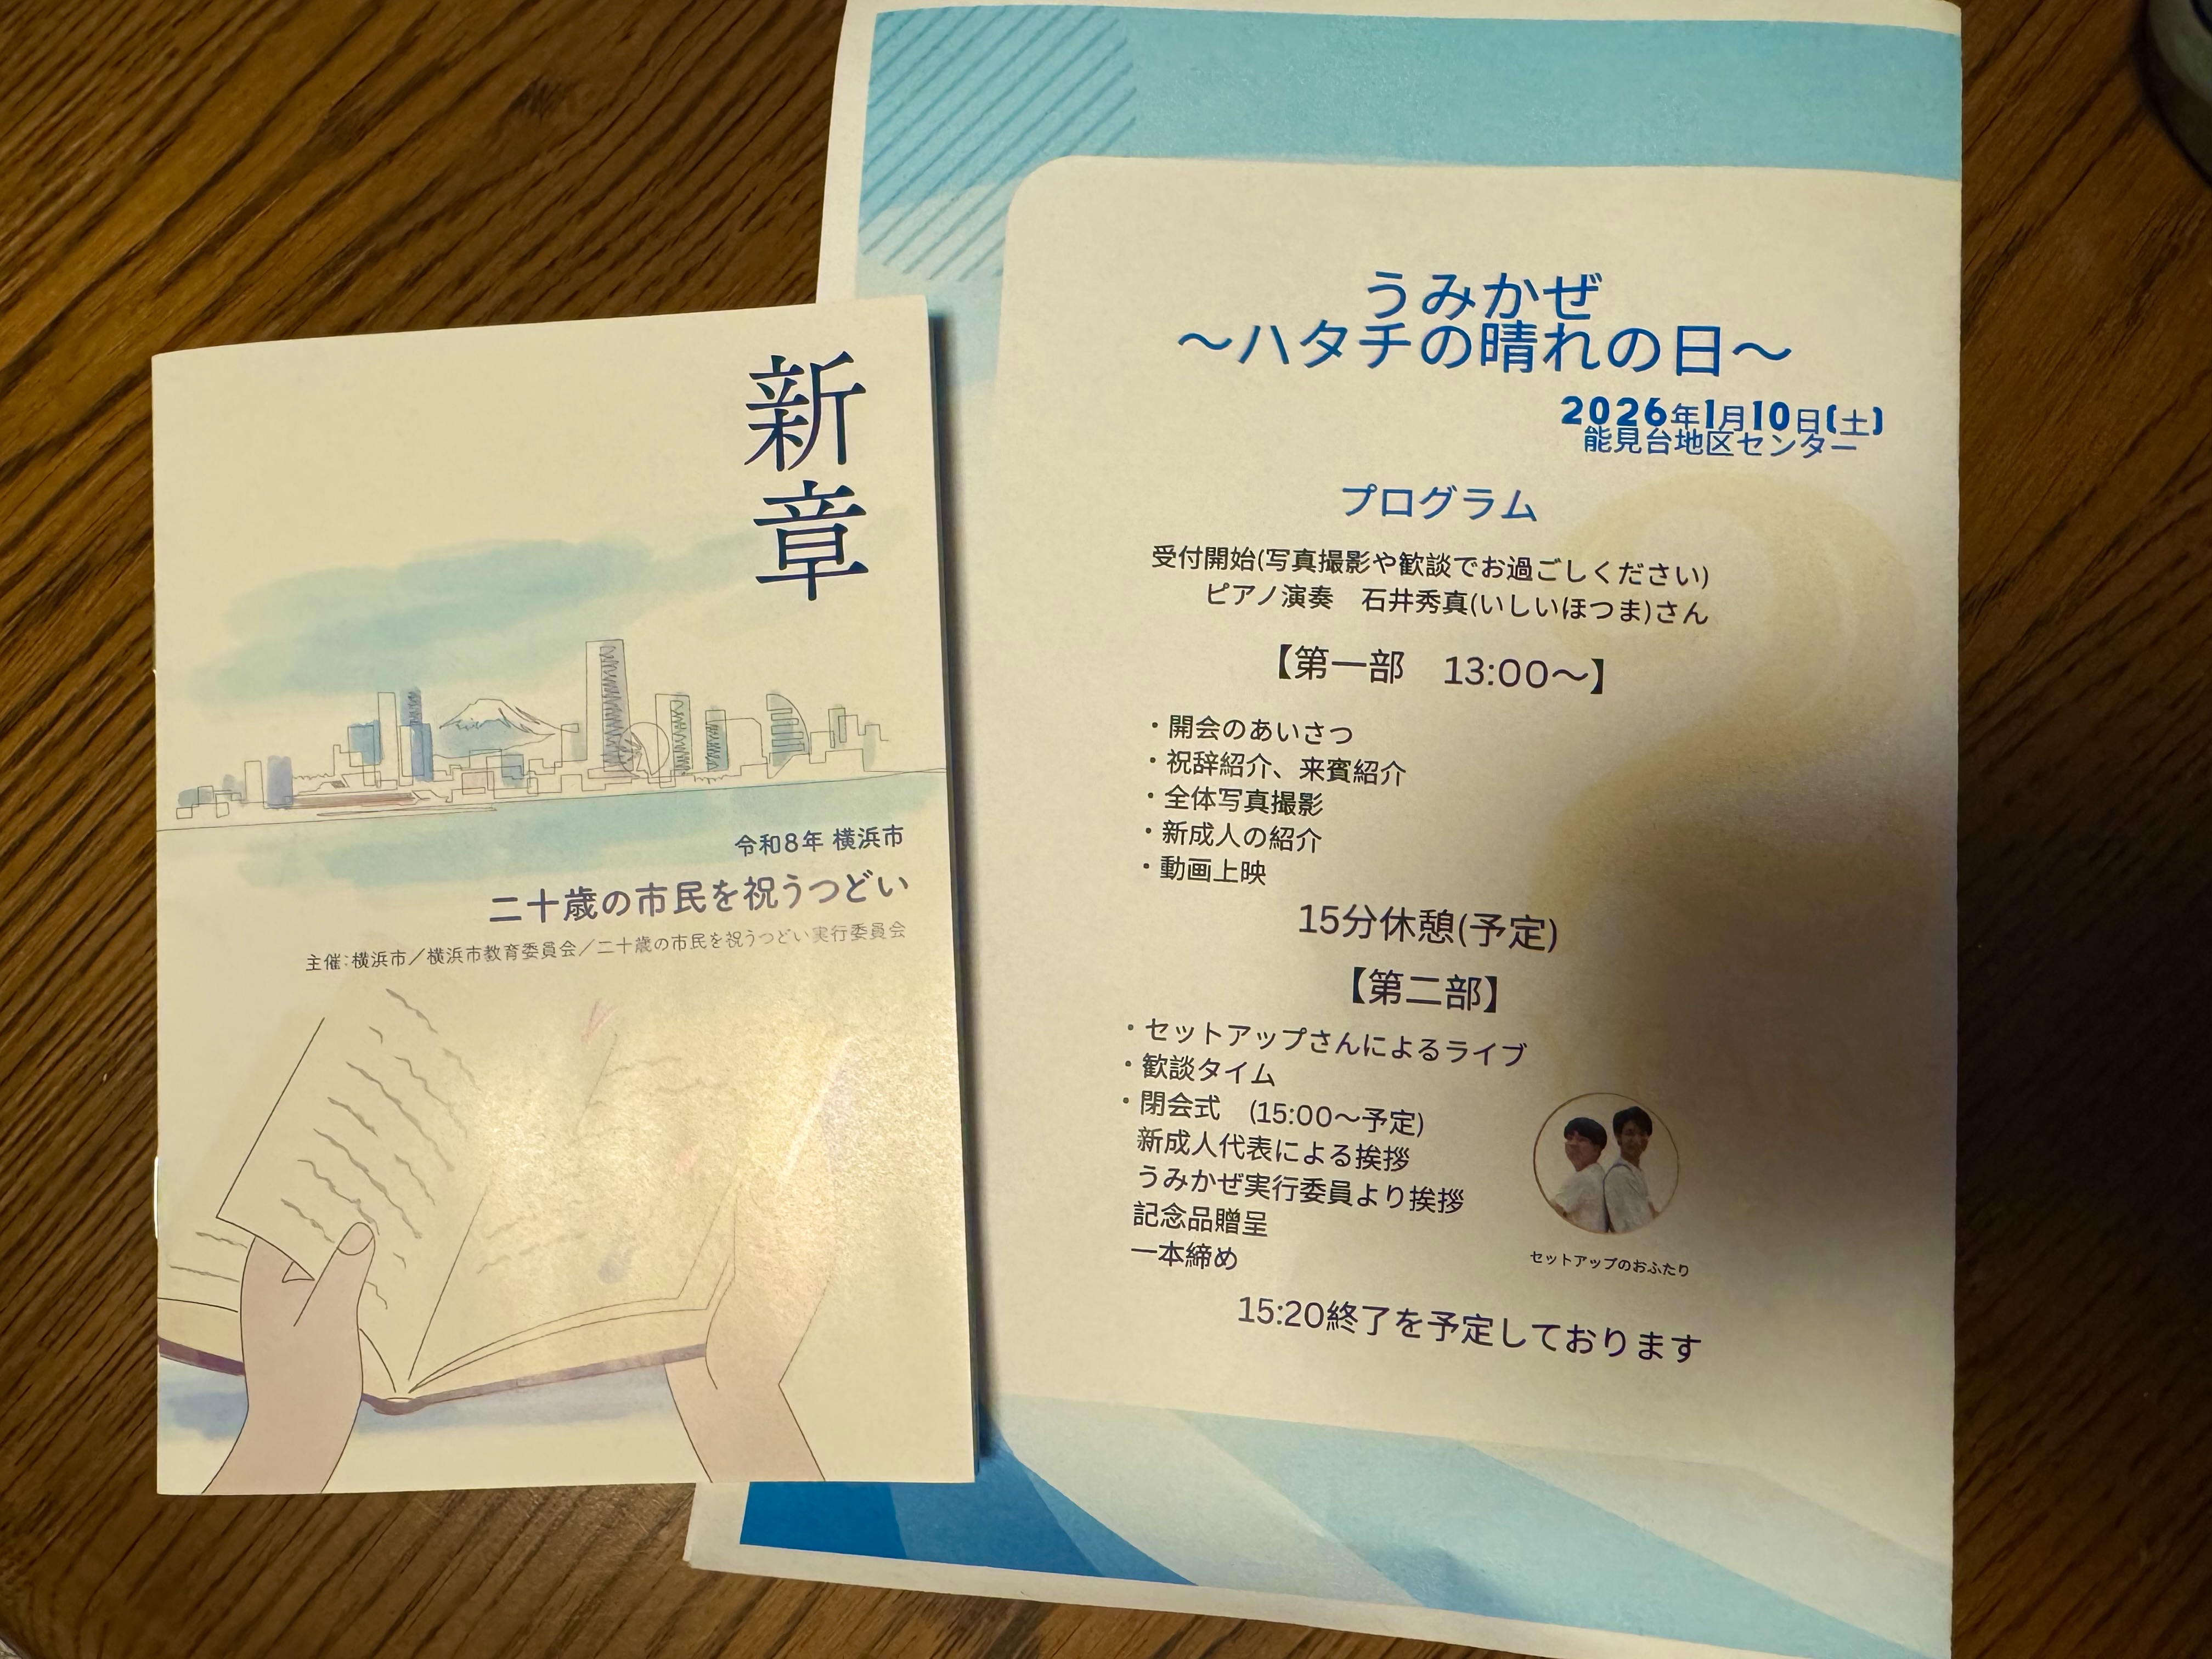 新章
令和8年 横浜市
二十歳の市民を祝うつどい
主催:横浜市／横浜市教育委員会／二十歳の市民を祝うつどい実行委員会
うみかぜ
～ハタチの晴れの日～
2026年1月10日(土)
能見台地区センター
プログラム
受付開始(写真撮影や歓談でお過ごしください)
ピアノ演奏　石井秀真(いしいほつま)さん
【第一部　13:00～】
・開会のあいさつ
・祝辞紹介、来賓紹介
・全体写真撮影
・新成人の紹介
・動画上映
15分休憩(予定)
【第二部】
・セットアップさんによるライブ
・歓談タイム
・閉会式　(15:00～予定)
新成人代表による挨拶
うみかぜ実行委員より挨拶
記念品贈呈
一本締め
セットアップのおふたり
15:20終了を予定しております